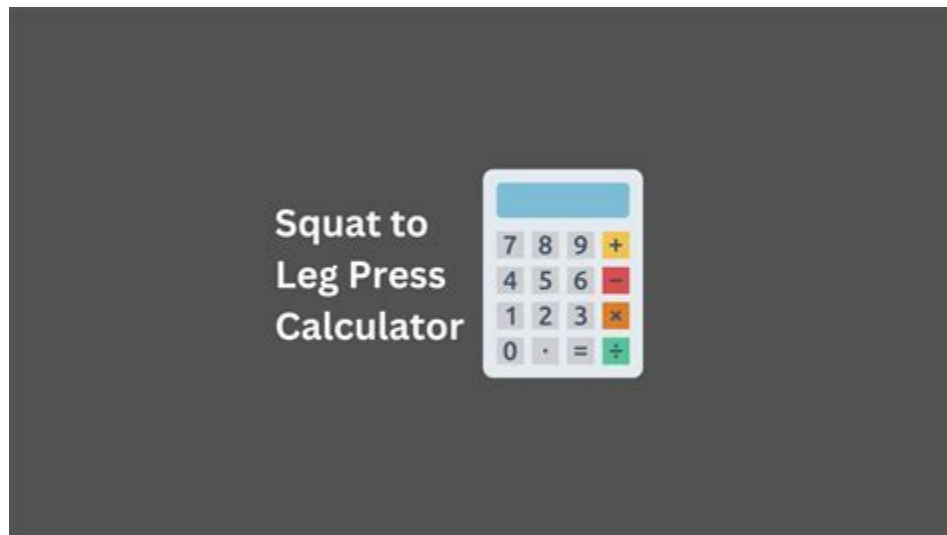 Squat to
Leg Press
Calculator
7 8 9 +
4 5 6 −
1 2 3 ×
0 · = ÷